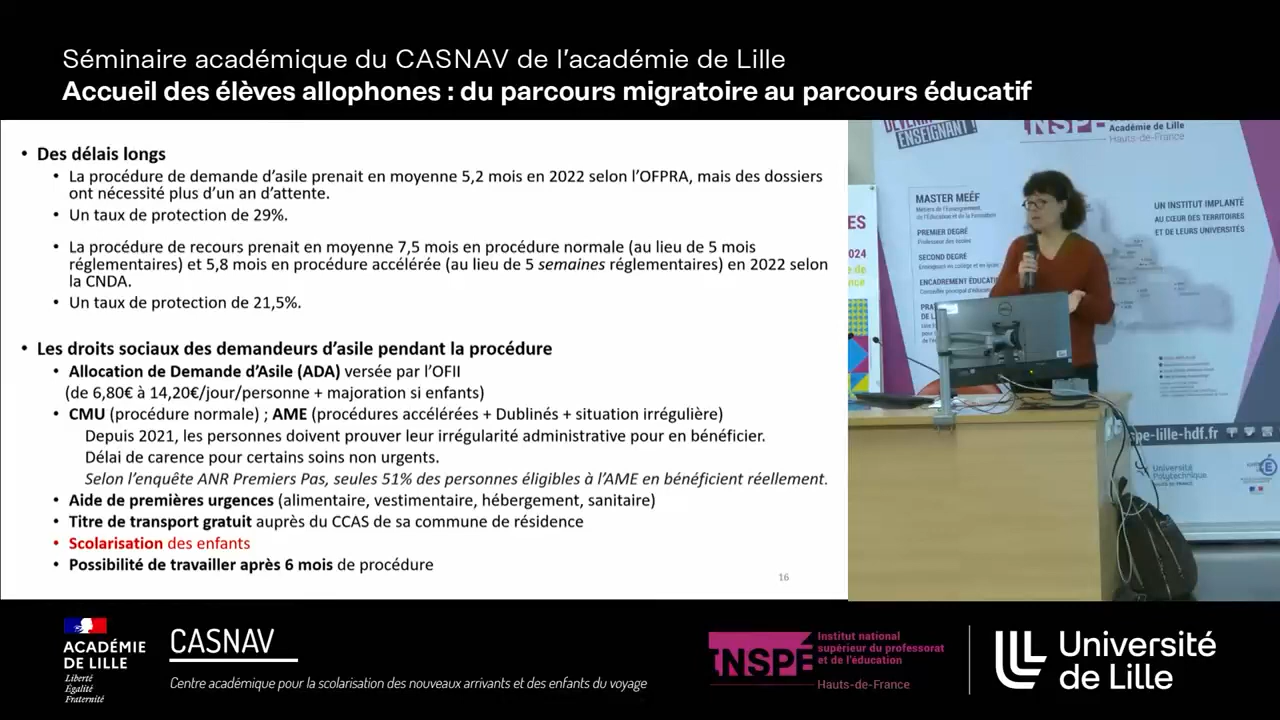 Séminaire académique du CASNAV de l'académie de Lille
Accueil des élèves allophones : du parcours migratoire au parcours éducatif
• Des délais longs
• La procédure de demande d'asile prenait en moyenne 5,2 mois en 2022 selon l'OFPRA, mais des dossiers
ont nécessité plus d'un an d'attente.
• Un taux de protection de 29%.
• La procédure de recours prenait en moyenne 7,5 mois en procédure normale (au lieu de 5 mois
réglementaires) et 5,8 mois en procédure accélérée (au lieu de 5 semaines réglementaires) en 2022 selon
la CNDA.
• Un taux de protection de 21,5%.
• Les droits sociaux des demandeurs d'asile pendant la procédure
• Allocation de Demande d'Asile (ADA) versée par l'OFII
(de 6,80€ à 14,20€/jour/personne + majoration si enfants)
• CMU (procédure normale) ; AME (procédures accélérées + Dublinés + situation irrégulière)
Depuis 2021, les personnes doivent prouver leur irrégularité administrative pour en bénéficier.
Délai de carence pour certains soins non urgents.
Selon l'enquête ANR Premiers Pas, seules 51% des personnes éligibles à l'AME en bénéficient réellement.
• Aide de premières urgences (alimentaire, vestimentaire, hébergement, sanitaire)
• Titre de transport gratuit auprès du CCAS de sa commune de résidence
• Scolarisation des enfants
• Possibilité de travailler après 6 mois de procédure
16
ENSEIGNANT !
INSPÉ
Académie de Lille
Hauts-de-France
MASTER MEÉF
Métiers de l'Enseignement,
de l'Éducation et de la Formation
PREMIER DEGRÉ
Professeur des écoles
SECOND DEGRÉ
Enseignant en collège et en lycée
ENCADREMENT ÉDUCATIF
Conseiller principal d'éducation
UN INSTITUT IMPLANTÉ
AU CŒUR DES TERRITOIRES
ET DE LEURS UNIVERSITÉS
ES
2024
DELL
spe-lille-hdf.fr
Université
Polytechnique
ACADÉMIE
DE LILLE
Liberté
Égalité
Fraternité
CASNAV
Centre académique pour la scolarisation des nouveaux arrivants et des enfants du voyage
INSPÉ
Institut national
supérieur du professorat
et de l'éducation
Hauts-de-France
Université
de Lille